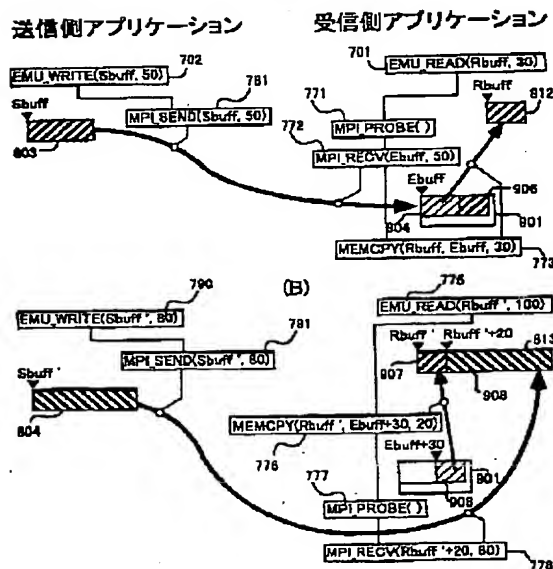 送信側アプリケーション
受信側アプリケーション
702
EMU_WRITE(Sbuff, 50)
781
MPI_SEND(Sbuff, 50)
Sbuff
803
701
EMU_READ(Rbuff, 30)
Rbuff
812
771
MPI_PROBE( )
772
MPI_RECV(Ebuff, 50)
Ebuff
906
904
901
MEMCPY(Rbuff, Ebuff, 30)
773
(B)
790
EMU_WRITE(Sbuff', 80)
791
MPI_SEND(Sbuff', 80)
Sbuff'
804
775
EMU_READ(Rbuff', 100)
Rbuff'
Rbuff'+20
813
907
908
MEMCPY(Rbuff', Ebuff+30, 20)
776
Ebuff+30
901
906
777
MPI_PROBE( )
MPI_RECV(Rbuff'+20, 80)
778